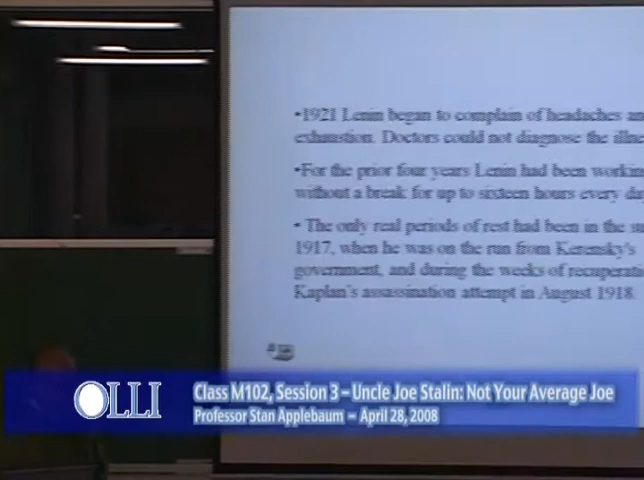 •1921 Lenin began to complain of headaches
exhaustion. Doctors could not diagnose the
•For the prior four years Lenin had been
without a break for up to sixteen hours every
• The only real periods of rest had been in the
1917, when he was on the run from Kerensky's
government, and during the weeks of
Kaplan's assassination attempt in August 1918.
OLLI
Class M102, Session 3 – Uncle Joe Stalin: Not Your Average Joe
Professor Stan Applebaum – April 28, 2008